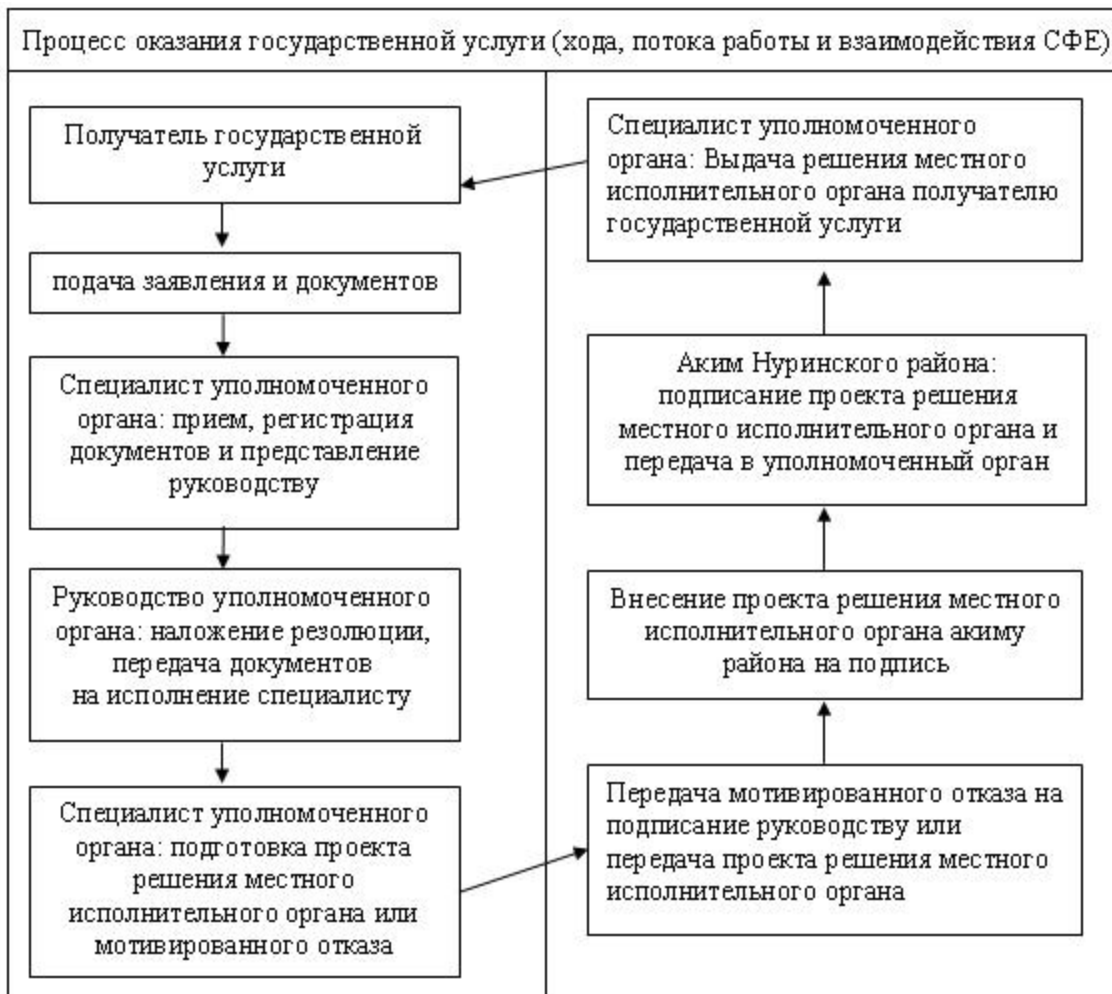 Процесс оказания государственной услуги (хода, потока работы и взаимодействия СФЕ)
Получатель государственной
услуги
подача заявления и документов
Специалист уполномоченного
органа: прием, регистрация
документов и представление
руководству
Руководство уполномоченного
органа: наложение резолюции,
передача документов
на исполнение специалисту
Специалист уполномоченного
органа: подготовка проекта
решения местного
исполнительного органа или
мотивированного отказа
Передача мотивированного отказа на
подписание руководству или
передача проекта решения местного
исполнительного органа
Внесение проекта решения местного
исполнительного органа акиму
района на подпись
Аким Нуринского района:
подписание проекта решения
местного исполнительного органа и
передача в уполномоченный орган
Специалист уполномоченного
органа: Выдача решения местного
исполнительного органа получателю
государственной услуги